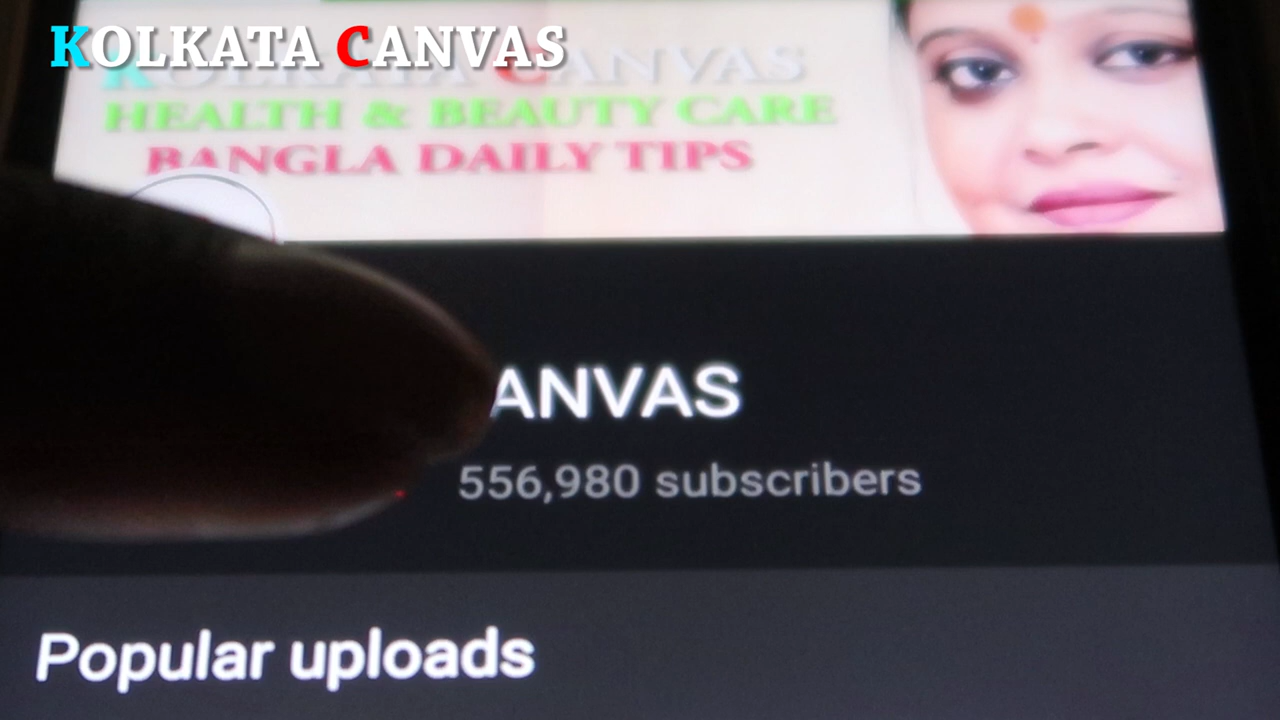 KOLKATA CANVAS
KOLKATA CANVAS
HEALTH & BEAUTY CARE
BANGLA DAILY TIPS
ANVAS
556,980 subscribers
Popular uploads